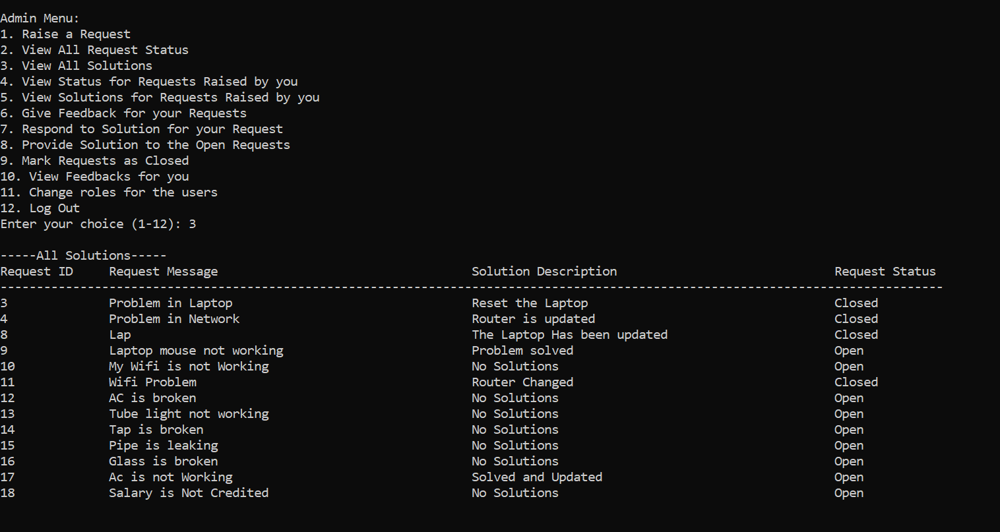 Admin Menu:
1. Raise a Request
2. View All Request Status
3. View All Solutions
4. View Status for Requests Raised by you
5. View Solutions for Requests Raised by you
6. Give Feedback for your Requests
7. Respond to Solution for your Request
8. Provide Solution to the Open Requests
9. Mark Requests as Closed
10. View Feedbacks for you
11. Change roles for the users
12. Log Out
Enter your choice (1-12): 3
-----All Solutions-----
Request ID     Request Message                                   Solution Description                              Request Status
----------------------------------------------------------------------------------------------------------------------------------
3              Problem in Laptop                                 Reset the Laptop                                  Closed
4              Problem in Network                                Router is updated                                 Closed
8              Lap                                               The Laptop Has been updated                       Closed
9              Laptop mouse not working                          Problem solved                                    Open
10             My Wifi is not Working                            No Solutions                                      Open
11             Wifi Problem                                      Router Changed                                    Closed
12             AC is broken                                      No Solutions                                      Open
13             Tube light not working                            No Solutions                                      Open
14             Tap is broken                                     No Solutions                                      Open
15             Pipe is leaking                                   No Solutions                                      Open
16             Glass is broken                                   No Solutions                                      Open
17             Ac is not Working                                 Solved and Updated                                Open
18             Salary is Not Credited                            No Solutions                                      Open